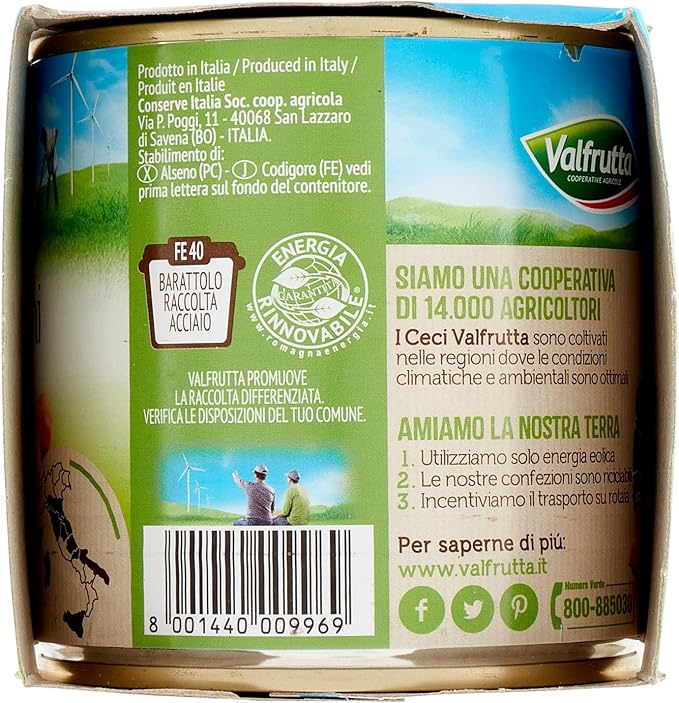 Prodotto in Italia / Produced in Italy /
Produit en Italie
Conserve Italia Soc. coop. agricola
Via P. Poggi, 11 - 40068 San Lazzaro
di Savena (BO) - ITALIA.
Stabilimento di:
X Alseno (PC) - J Codigoro (FE) vedi
prima lettera sul fondo del contenitore.
FE 40
BARATTOLO
RACCOLTA
ACCIAIO
ENERGIA
GARANTITA
RINNOVABILE®
www.romagnaenergia.it
VALFRUTTA PROMUOVE
LA RACCOLTA DIFFERENZIATA.
VERIFICA LE DISPOSIZIONI DEL TUO COMUNE.
8 001440 009969
Valfrutta
COOPERATIVE AGRICOLE
SIAMO UNA COOPERATIVA
DI 14.000 AGRICOLTORI
I Ceci Valfrutta sono coltivati
nelle regioni dove le condizioni
climatiche e ambientali sono ottimali
AMIAMO LA NOSTRA TERRA
1. Utilizziamo solo energia eolica
2. Le nostre confezioni sono riciclabili
3. Incentiviamo il trasporto su rotaia
Per saperne di più:
www.valfrutta.it
Numero Verde
800-885030